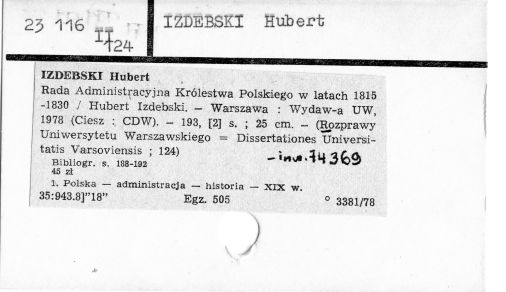 23 116
II
124
IZDEBSKI Hubert
IZDEBSKI Hubert
Rada Administracyjna Królestwa Polskiego w latach 1815
-1830 / Hubert Izdebski. — Warszawa : Wydaw-a UW,
1978 (Ciesz : CDW). — 193, [2] s. ; 25 cm. — (Rozprawy
Uniwersytetu Warszawskiego = Dissertationes Universi-
tatis Varsoviensis ; 124)
Bibliogr. s. 188-192
-inw. 74369
45 zł
1. Polska — administracja — historia — XIX w.
35:943.8]"18" Egz. 505 ° 3381/78